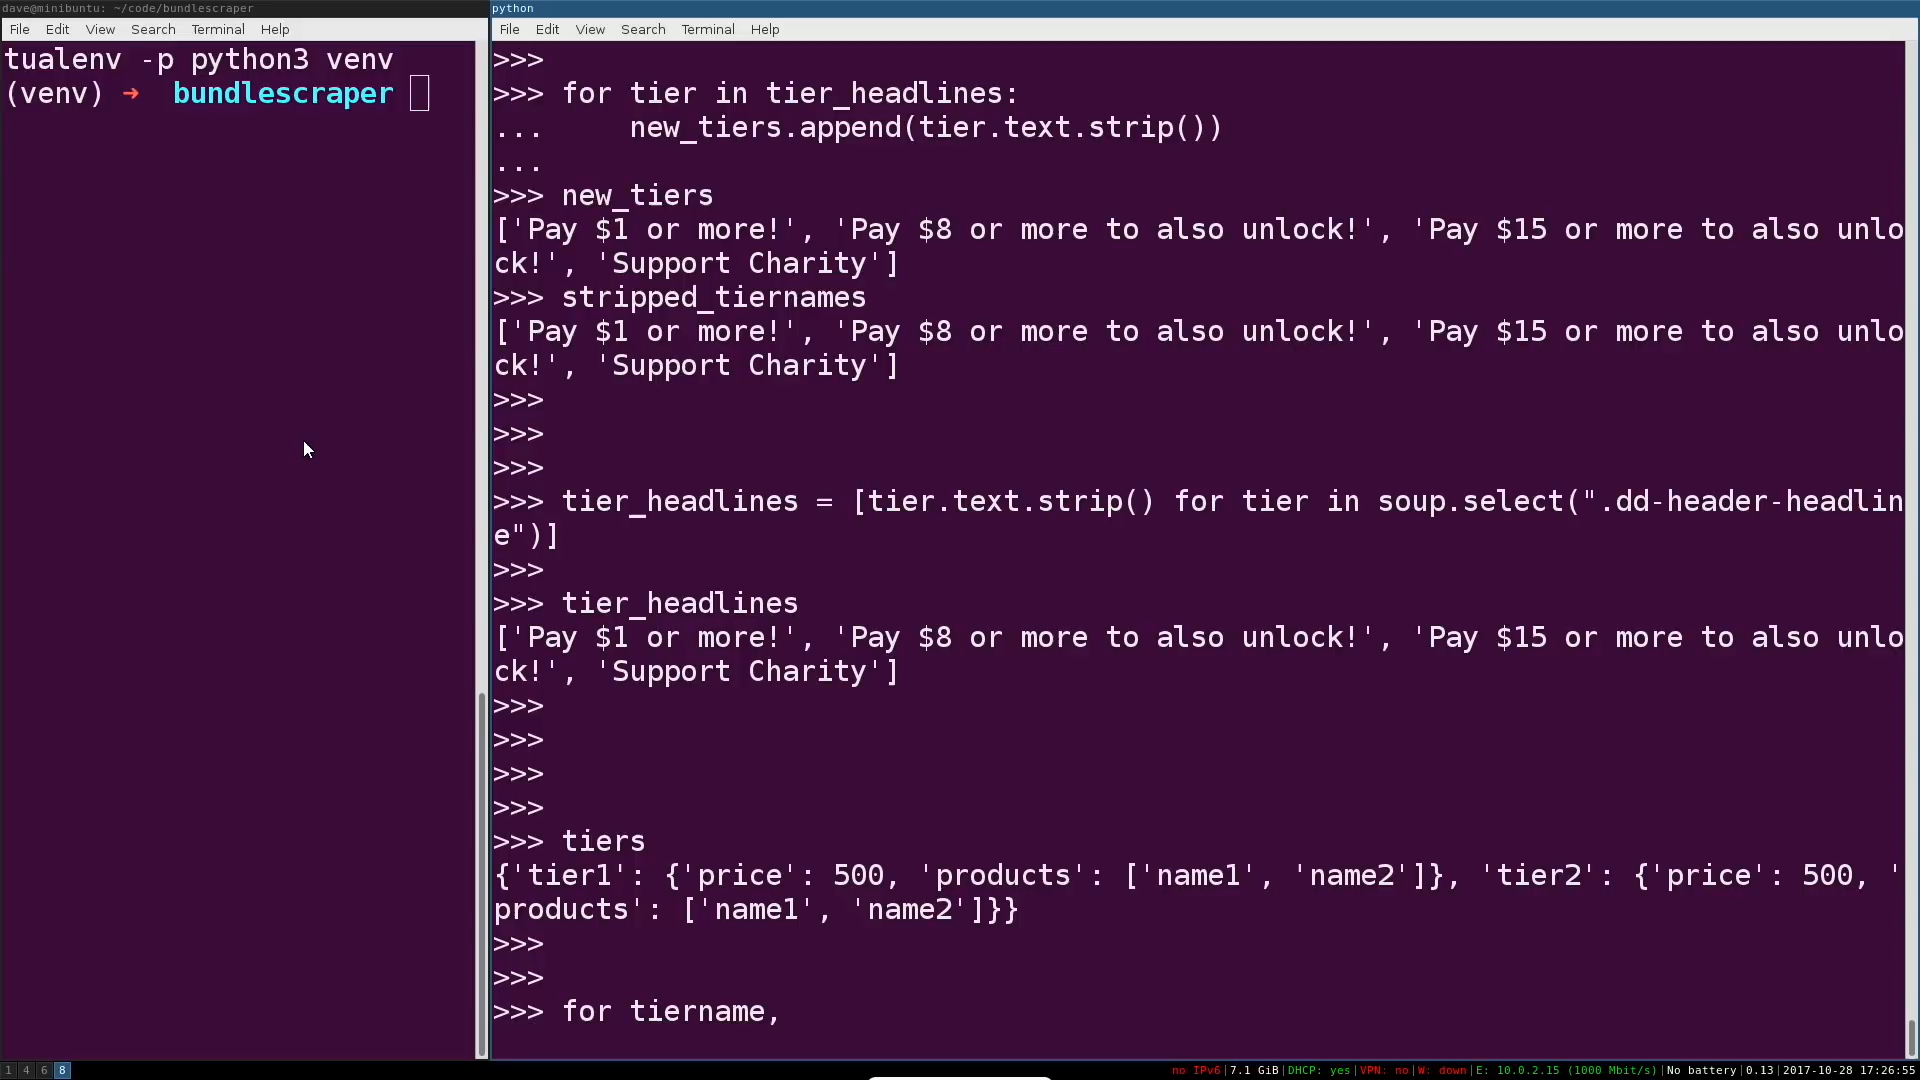 dave@minibuntu: ~/code/bundlescraper
File Edit View Search Terminal Help
tualenv -p python3 venv
(venv) ➜ bundlescraper
python
File Edit View Search Terminal Help
>>>
>>> for tier in tier_headlines:
...     new_tiers.append(tier.text.strip())
...
>>> new_tiers
['Pay $1 or more!', 'Pay $8 or more to also unlock!', 'Pay $15 or more to also unlo
ck!', 'Support Charity']
>>> stripped_tiernames
['Pay $1 or more!', 'Pay $8 or more to also unlock!', 'Pay $15 or more to also unlo
ck!', 'Support Charity']
>>>
>>>
>>>
>>> tier_headlines = [tier.text.strip() for tier in soup.select(".dd-header-headlin
e")]
>>>
>>> tier_headlines
['Pay $1 or more!', 'Pay $8 or more to also unlock!', 'Pay $15 or more to also unlo
ck!', 'Support Charity']
>>>
>>>
>>>
>>>
>>> tiers
{'tier1': {'price': 500, 'products': ['name1', 'name2']}, 'tier2': {'price': 500, '
products': ['name1', 'name2']}}
>>>
>>>
>>> for tiername,
1 4 6 8
no IPv6|7.1 GiB|DHCP: yes|VPN: no|W: down|E: 10.0.2.15 (1000 Mbit/s)|No battery|0.13|2017-10-28 17:26:55